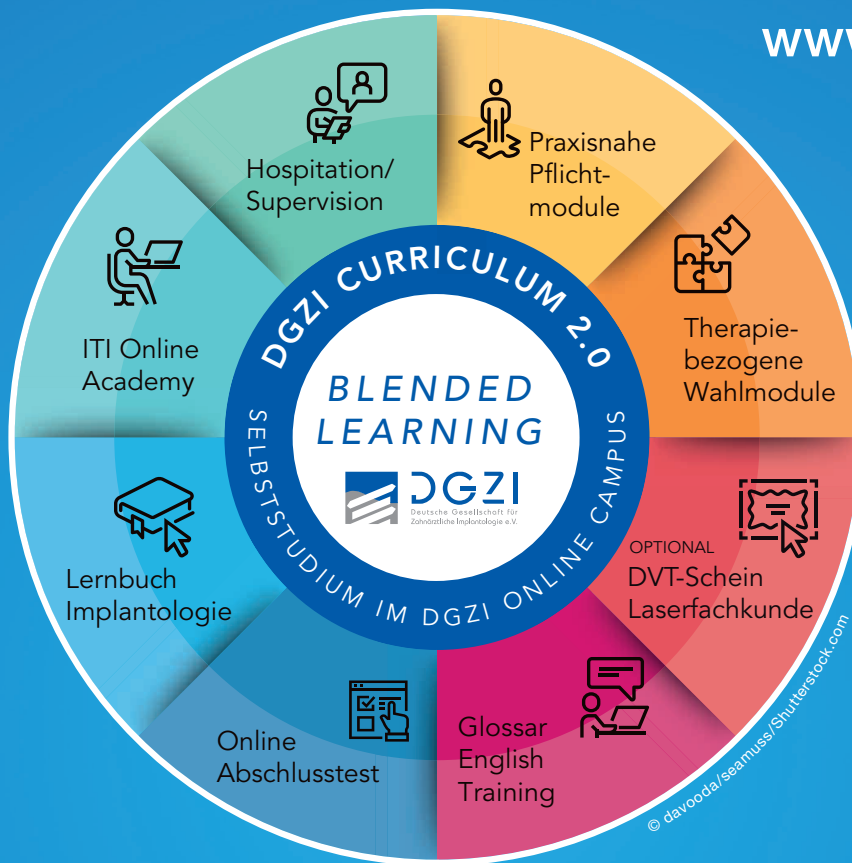 www
Hospitation/
Supervision
Praxisnahe
Pflicht-
module
ITI Online
Academy
Therapie-
bezogene
Wahlmodule
DGZI CURRICULUM 2.0
BLENDED
LEARNING
DGZI
Deutsche Gesellschaft für
Zahnärztliche Implantologie e.V.
SELBSTSTUDIUM IM DGZI ONLINE CAMPUS
Lernbuch
Implantologie
OPTIONAL
DVT-Schein
Laserfachkunde
Online
Abschlusstest
Glossar
English
Training
© davooda/seamuss/Shutterstock.com